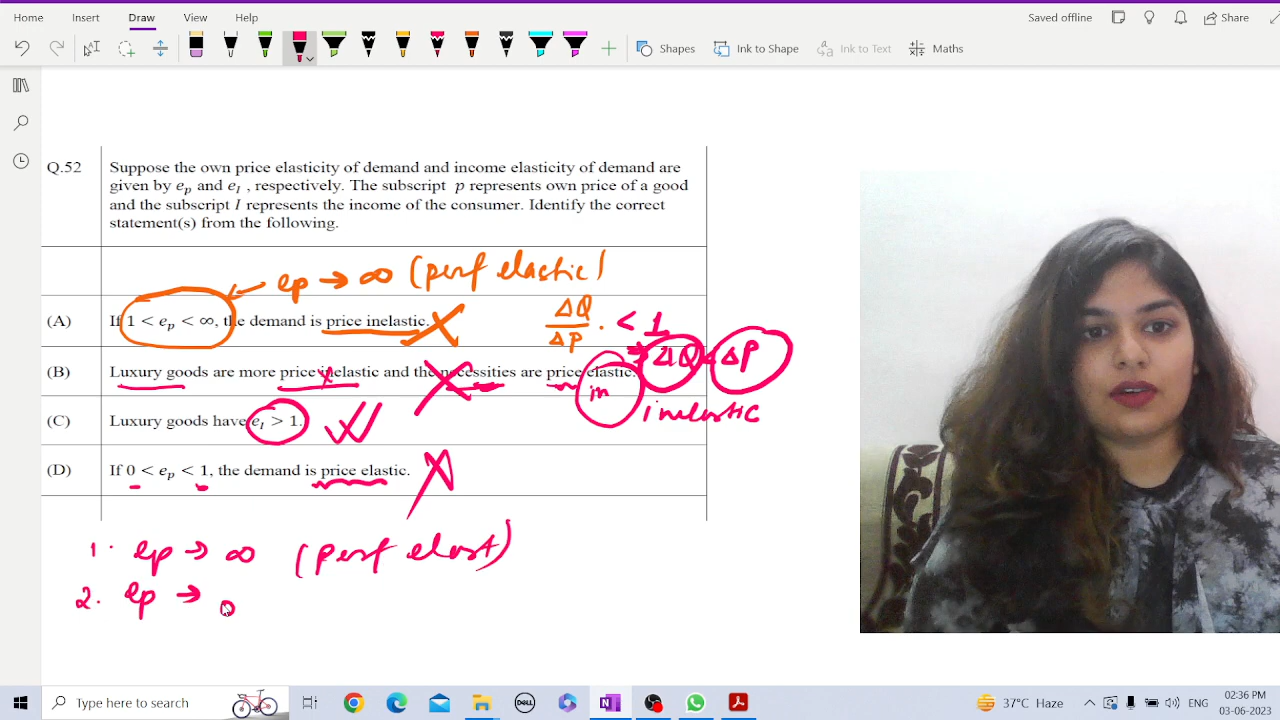 Home Insert Draw View Help Saved offline Share
Shapes Ink to Shape Ink to Text Maths
Q.52 Suppose the own price elasticity of demand and income elasticity of demand are
given by ep and eI , respectively. The subscript p represents own price of a good
and the subscript I represents the income of the consumer. Identify the correct
statement(s) from the following.
ep → ∞ (perf elastic)
(A) If 1 < ep < ∞, the demand is price inelastic.
ΔQ/ΔP . < 1
⇒ ΔQ < ΔP
(B) Luxury goods are more price inelastic and the necessities are price elastic.
in
inelastic
(C) Luxury goods have eI > 1.
(D) If 0 < ep < 1, the demand is price elastic.
1. ep → ∞ (perf elast)
2. ep → 0
Type here to search
DELL
N
37°C Haze
ENG
02:36 PM
03-06-2023